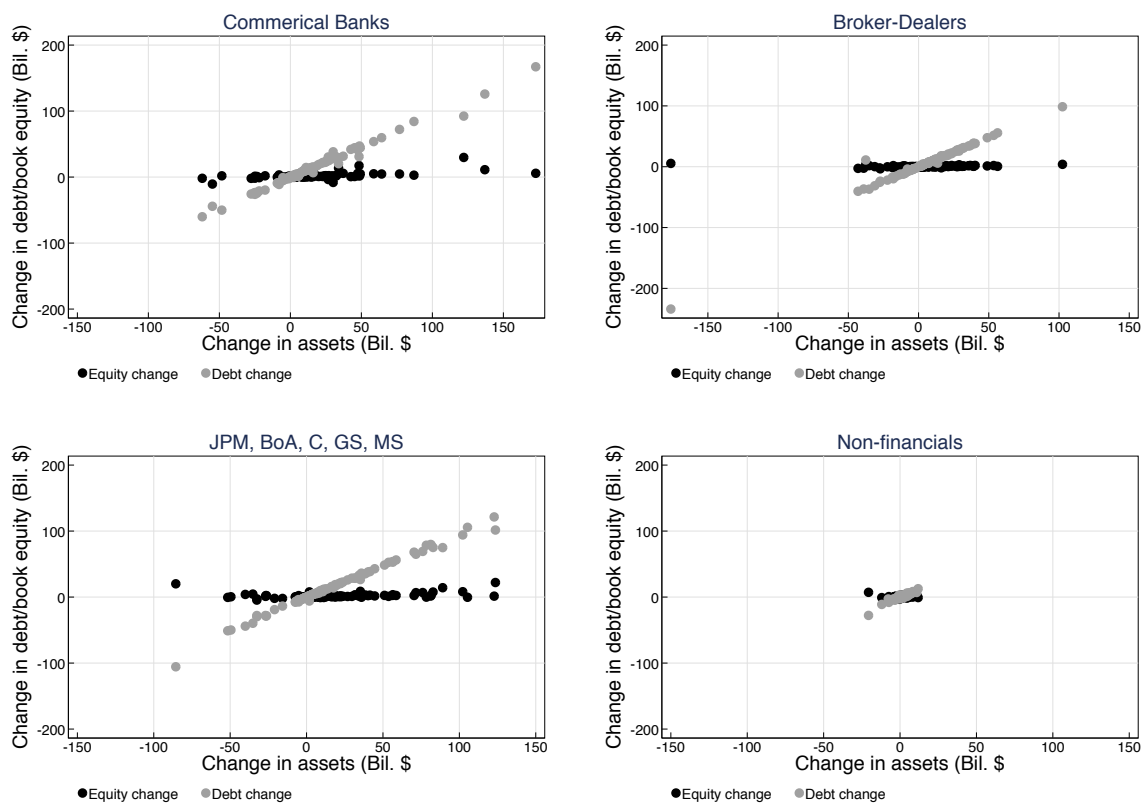 Commerical Banks
Change in debt/book equity (Bil. $)
200
100
0
-100
-200
-150 -100 -50 0 50 100 150
Change in assets (Bil. $
Equity change Debt change
Broker-Dealers
Change in debt/book equity (Bil. $)
200
100
0
-100
-200
-150 -100 -50 0 50 100 150
Change in assets (Bil. $
Equity change Debt change
JPM, BoA, C, GS, MS
Change in debt/book equity (Bil. $)
200
100
0
-100
-200
-150 -100 -50 0 50 100 150
Change in assets (Bil. $
Equity change Debt change
Non-financials
Change in debt/book equity (Bil. $)
200
100
0
-100
-200
-150 -100 -50 0 50 100 150
Change in assets (Bil. $
Equity change Debt change